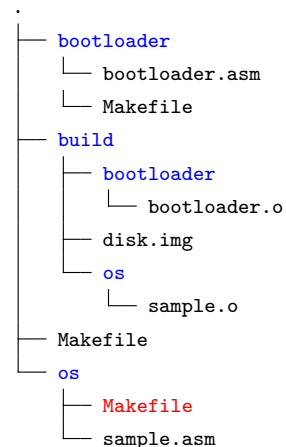 .
├── bootloader
│   └── bootloader.asm
│   └── Makefile
├── build
│   ├── bootloader
│   │   └── bootloader.o
│   ├── disk.img
│   └── os
│       └── sample.o
├── Makefile
└── os
    ├── Makefile
    └── sample.asm